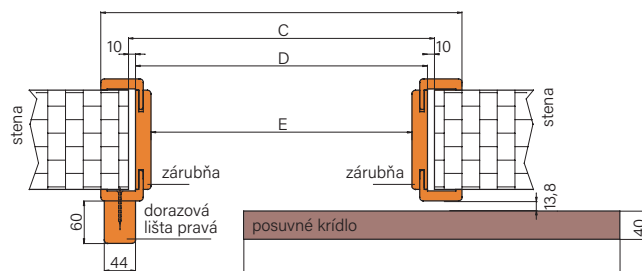 C
10
D
10
stena
stena
E
zárubňa
zárubňa
13,8
60
dorazová
lišta pravá
posuvné krídlo
40
44